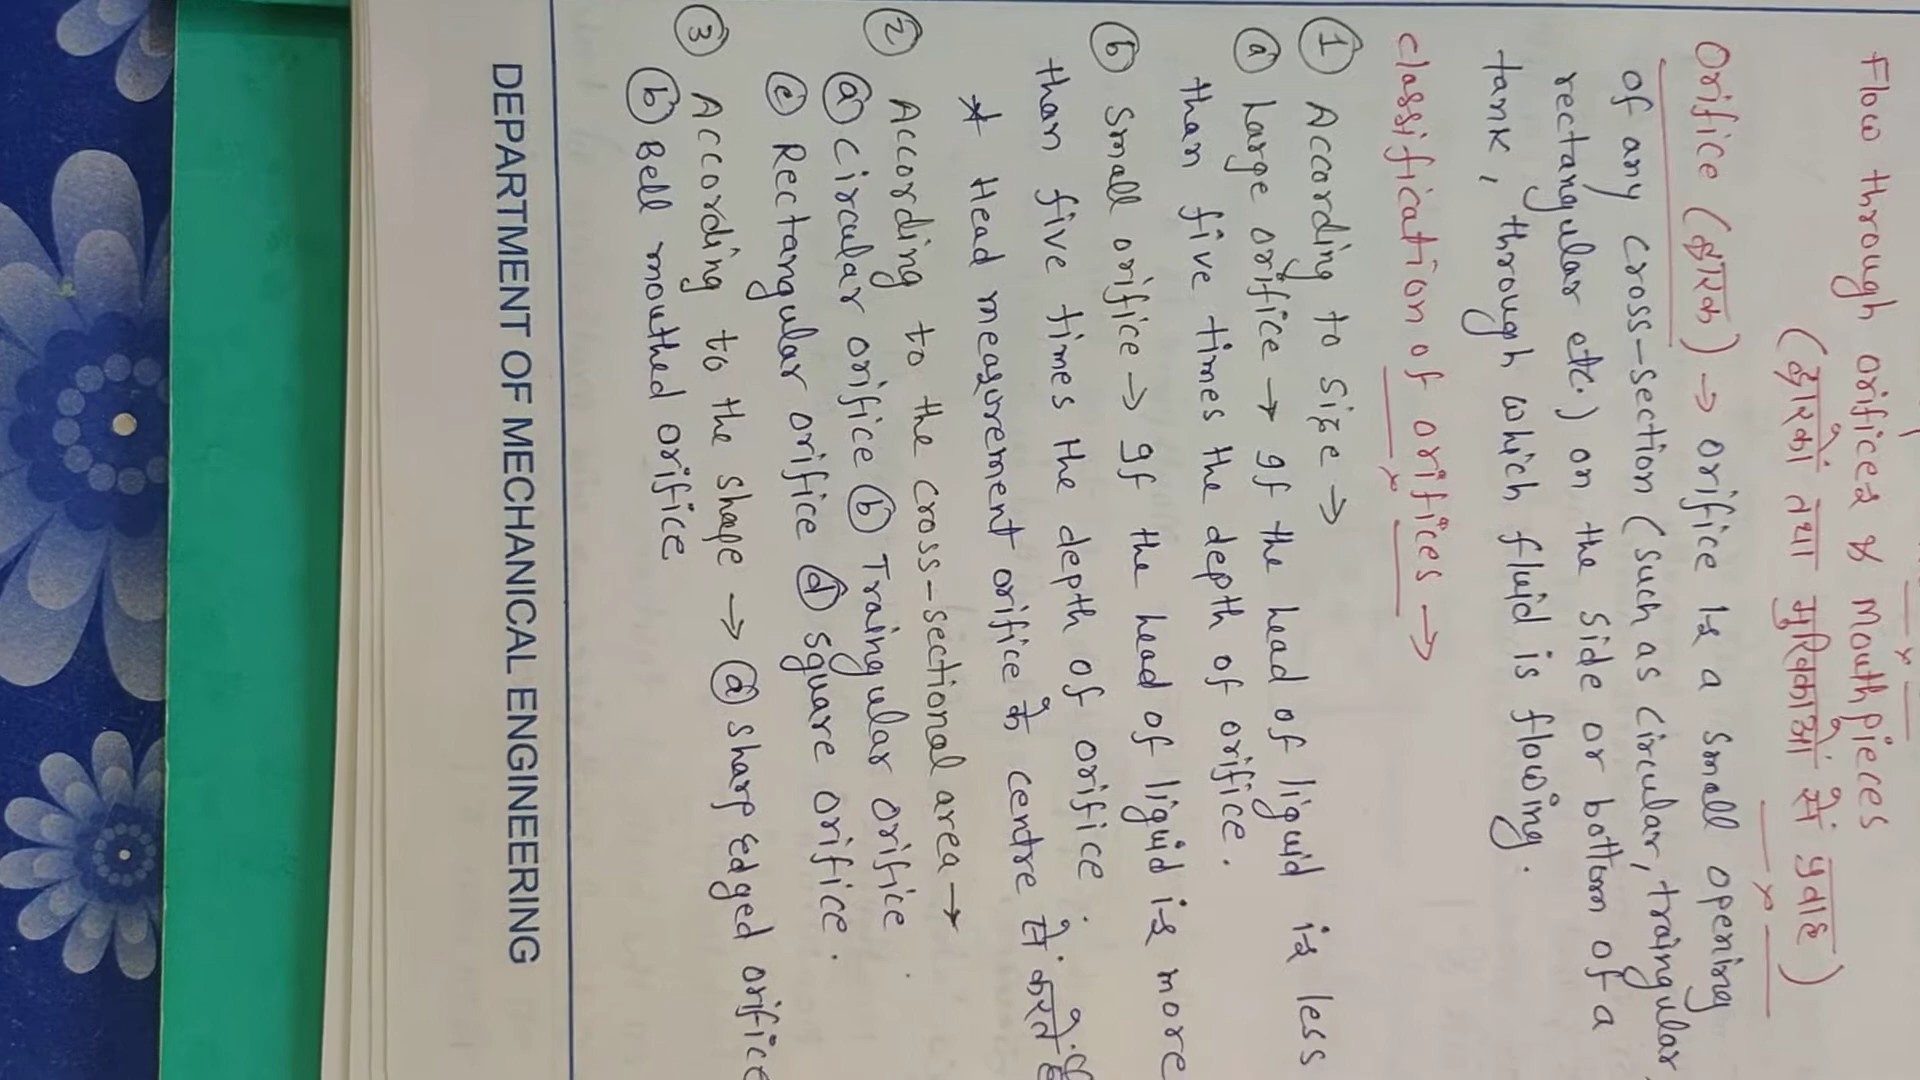 Flow through orifices & Mouthpieces
(द्वारकों तथा मुखिकाओं से प्रवाह)
Orifice (द्वारक) → orifice is a small opening
of any cross-section (such as circular, traingular
rectangular etc.) on the side or bottom of a
tank, through which fluid is flowing.
classification of orifices →
① According to size →
ⓐ Large orifice → If the head of liquid is less
than five times the depth of orifice.
ⓑ Small orifice → If the head of liquid is more
than five times the depth of orifice.
* Head measurement orifice के centre से करते है
② According to the cross-sectional area →
ⓐ circular orifice ⓑ Traingular orifice
ⓒ Rectangular orifice ⓓ square orifice.
③ According to the shape → ⓐ sharp edged orifice
ⓑ Bell mouthed orifice
DEPARTMENT OF MECHANICAL ENGINEERING